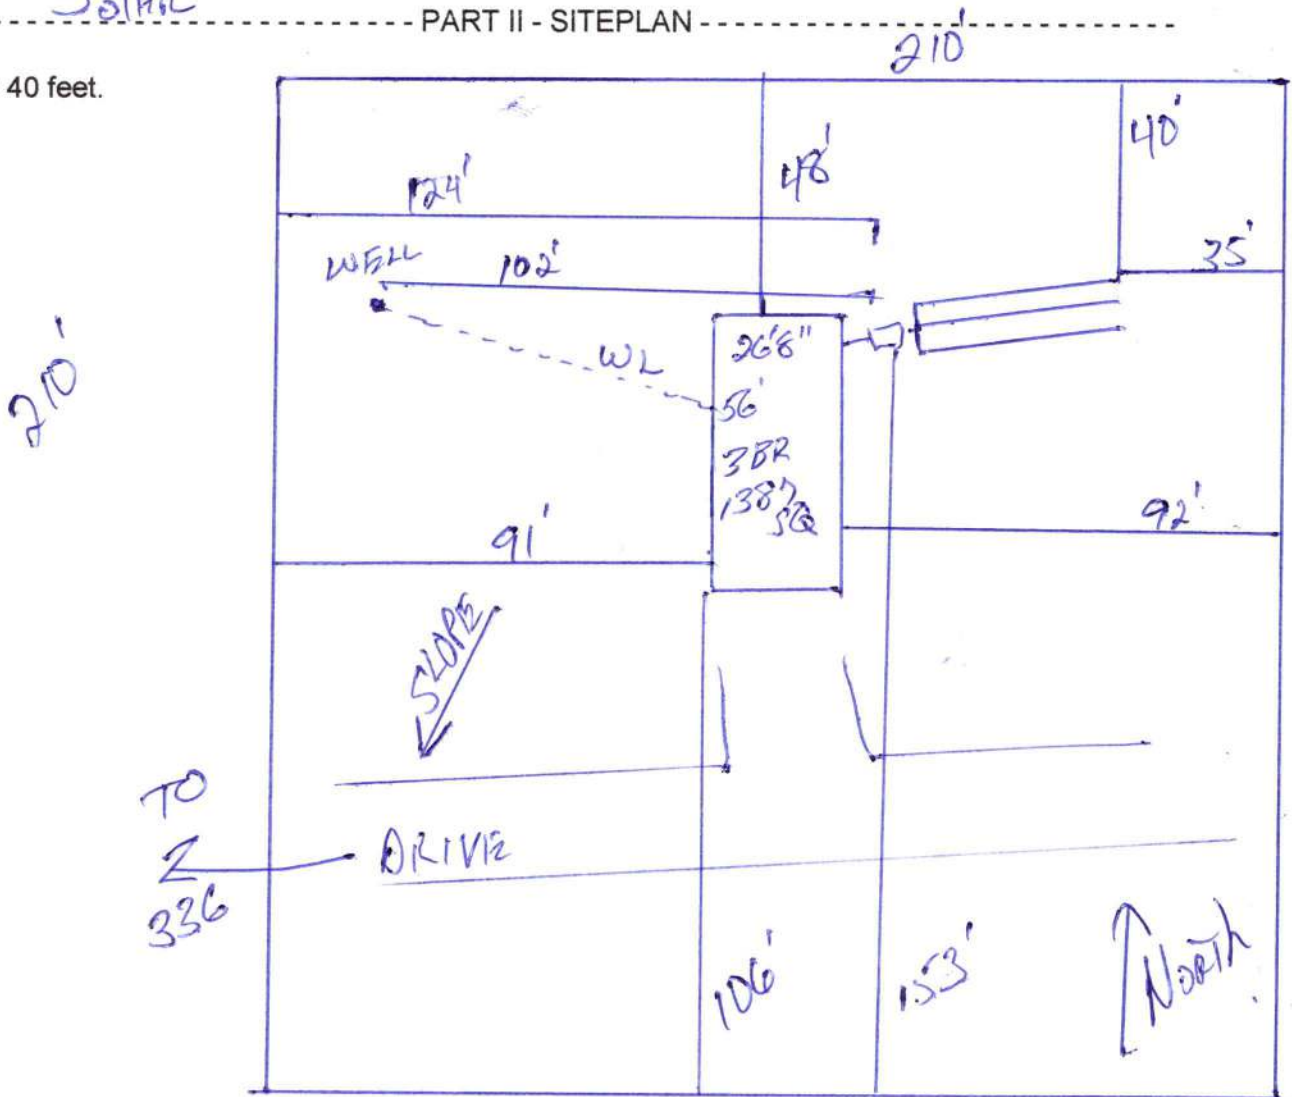 PART II - SITEPLAN
210'
40 feet.
40'
48'
124'
35'
WELL
102'
210'
26'8"
WL
56'
3BR
1387
SQ
91'
92'
SLOPE
TO
336
DRIVE
106'
153'
NORTH